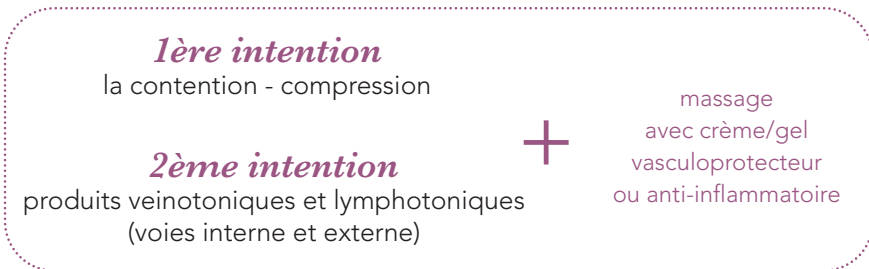 1ère intention
la contention - compression
2ème intention
produits veinotoniques et lymphotoniques
(voies interne et externe)
+
massage
avec crème/gel
vasculoprotecteur
ou anti-inflammatoire